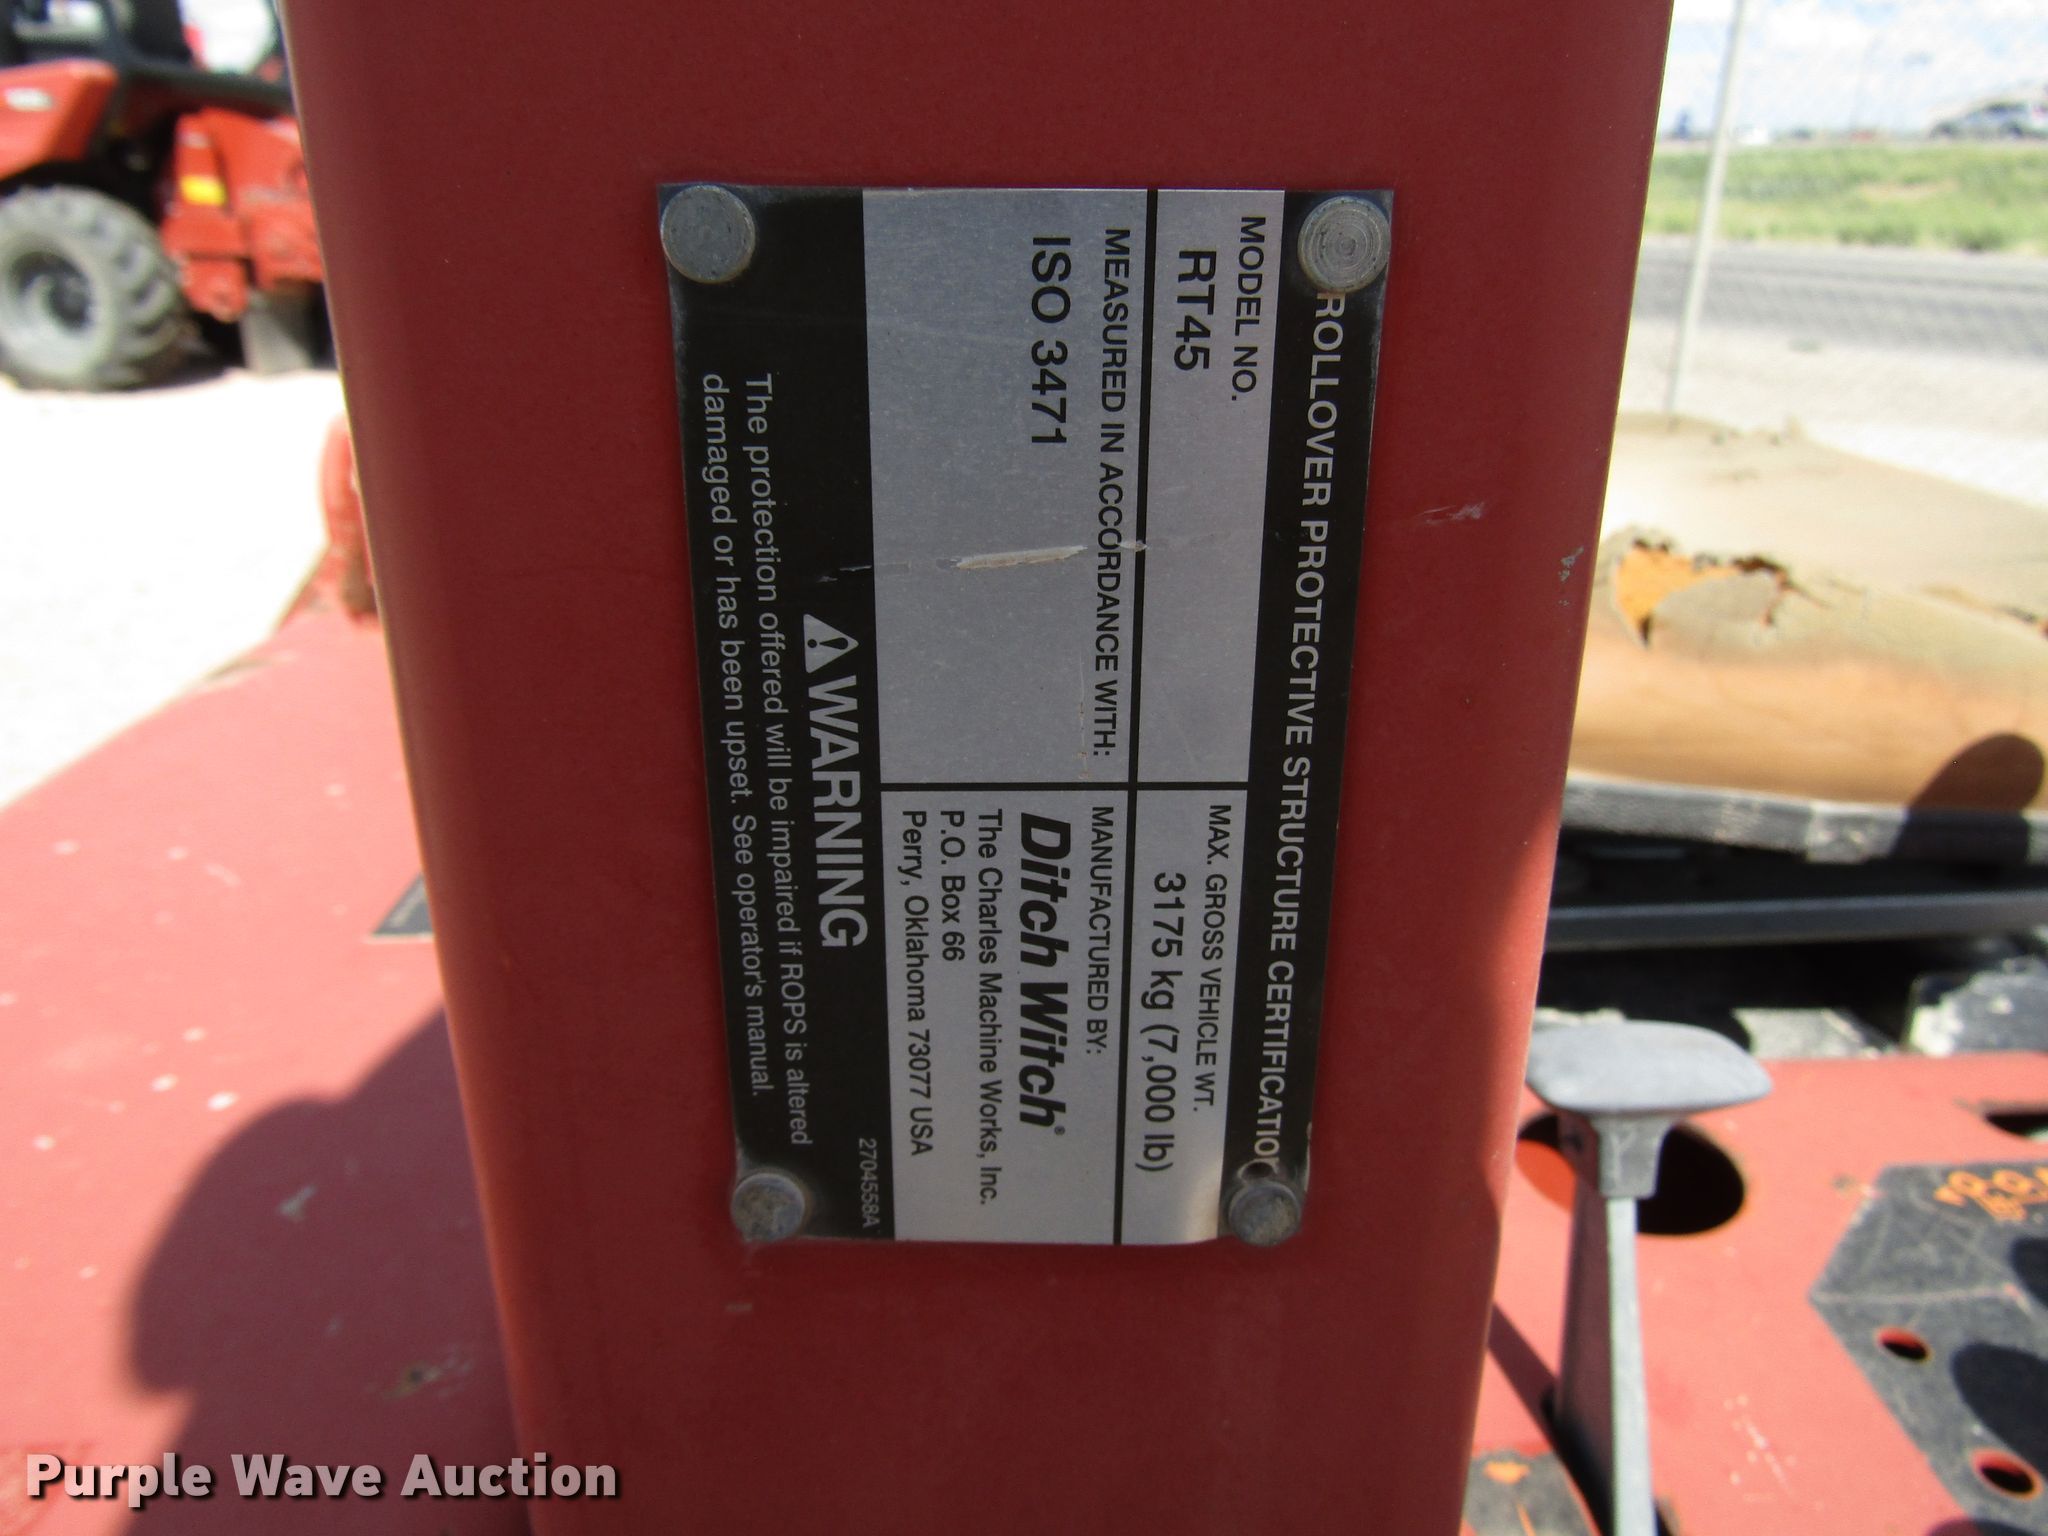 ROLLOVER PROTECTIVE STRUCTURE CERTIFICATION
MODEL NO.
RT45
MAX. GROSS VEHICLE WT.
3175 kg (7,000 lb)
MEASURED IN ACCORDANCE WITH:
ISO 3471
MANUFACTURED BY:
Ditch Witch®
The Charles Machine Works, Inc.
P.O. Box 66
Perry, Oklahoma 73077 USA
WARNING
270-4558A
The protection offered will be impaired if ROPS is altered
damaged or has been upset. See operator's manual.
Purple Wave Auction